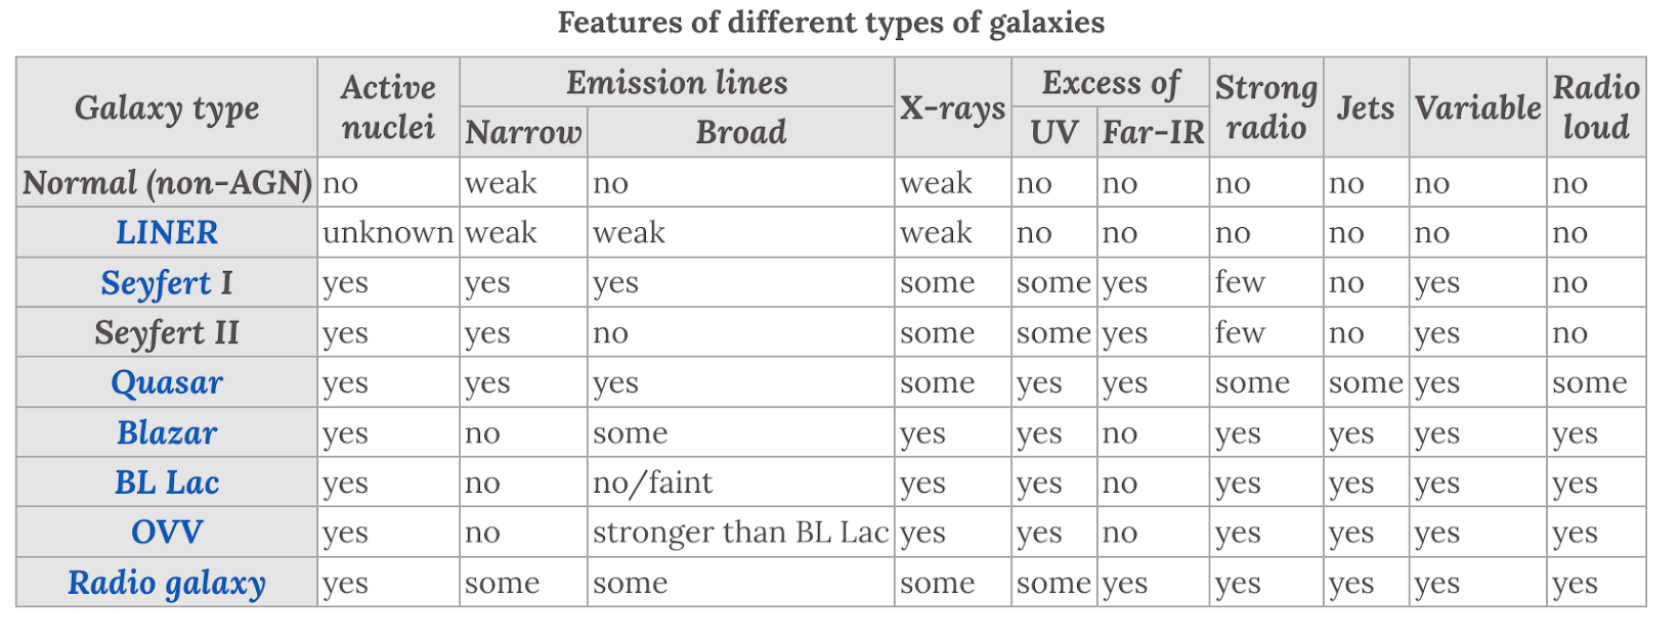 Features of different types of galaxies
Galaxy type Active nuclei Emission lines X-rays Excess of Strong radio Jets Variable Radio loud
Narrow Broad UV Far-IR
Normal (non-AGN) no weak no weak no no no no no no
LINER unknown weak weak weak no no no no no no
Seyfert I yes yes yes some some yes few no yes no
Seyfert II yes yes no some some yes few no yes no
Quasar yes yes yes some yes yes some some yes some
Blazar yes no some yes yes no yes yes yes yes
BL Lac yes no no/faint yes yes no yes yes yes yes
OVV yes no stronger than BL Lac yes yes no yes yes yes yes
Radio galaxy yes some some some some yes yes yes yes yes